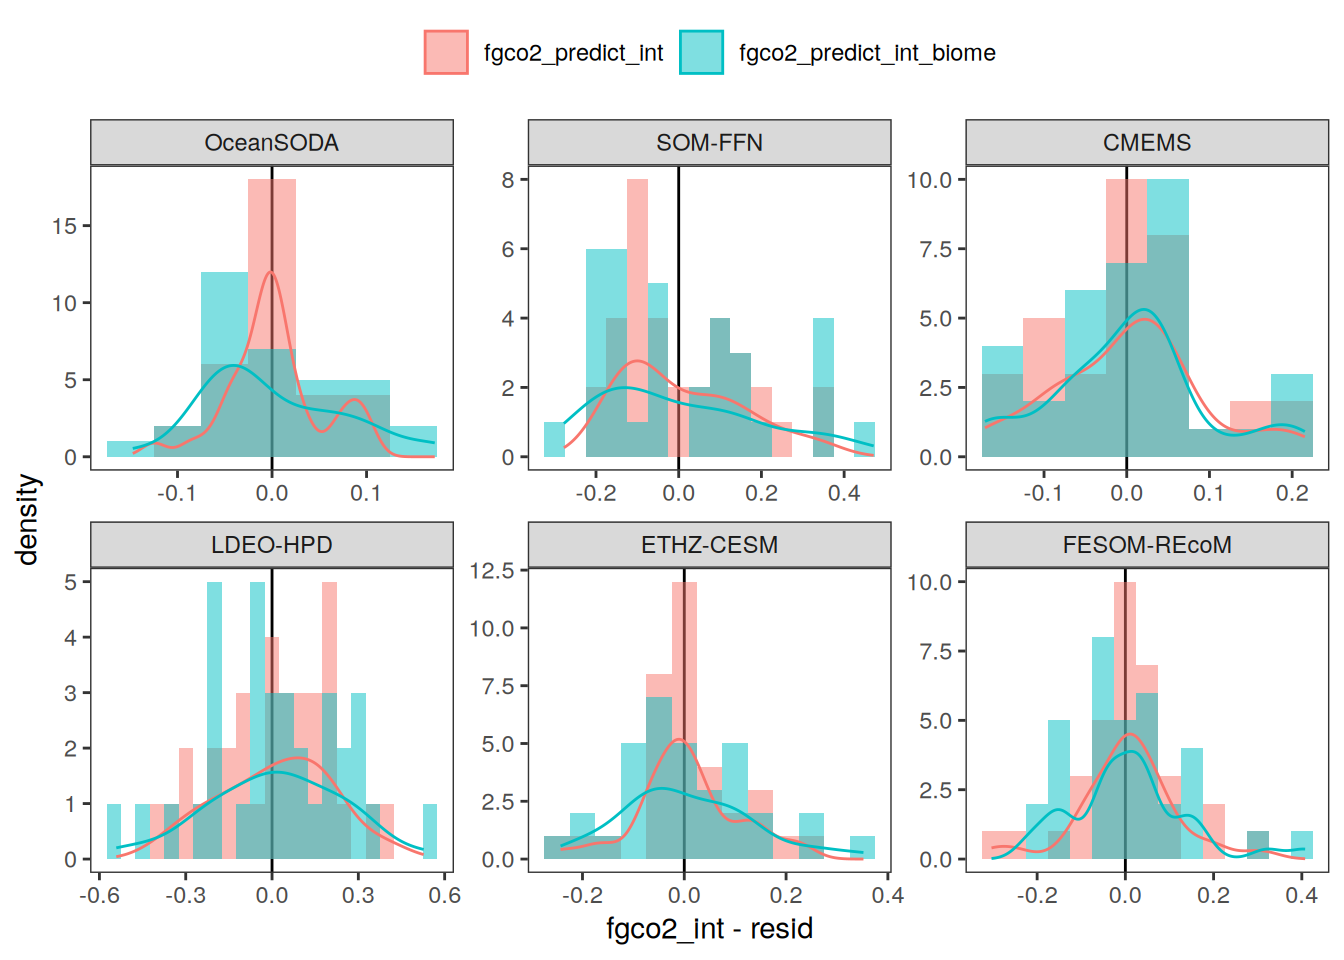 fgco2_predict_int fgco2_predict_int_biome
OceanSODA SOM-FFN CMEMS
15
10
5
0
-0.1 0.0 0.1
8
6
4
2
0
-0.2 0.0 0.2 0.4
10.0
7.5
5.0
2.5
0.0
-0.1 0.0 0.1 0.2
density
LDEO-HPD ETHZ-CESM FESOM-REcoM
5
4
3
2
1
0
-0.6 -0.3 0.0 0.3 0.6
12.5
10.0
7.5
5.0
2.5
0.0
-0.2 0.0 0.2 0.4
10.0
7.5
5.0
2.5
0.0
-0.2 0.0 0.2 0.4
fgco2_int - resid